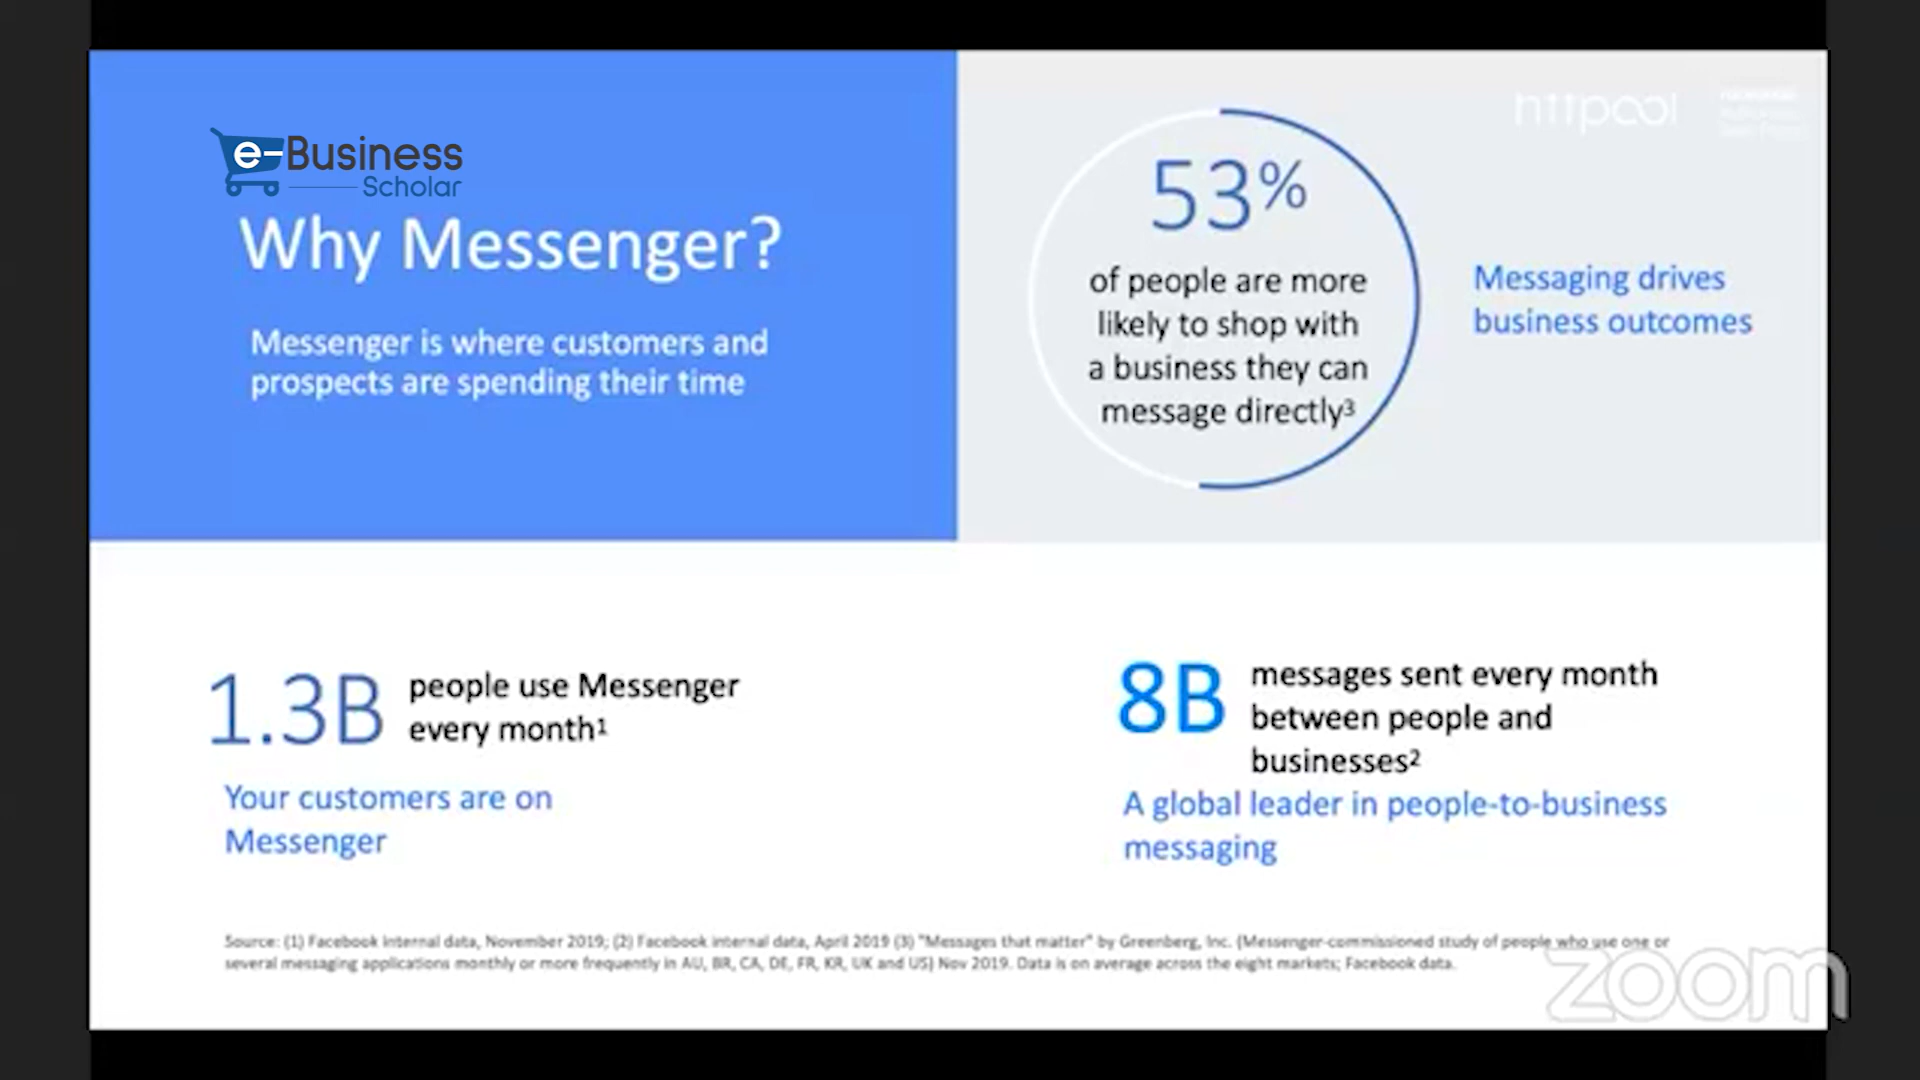 e-Business
Scholar
Why Messenger?
Messenger is where customers and
prospects are spending their time
httpool
53%
of people are more
likely to shop with
a business they can
message directly³
Messaging drives
business outcomes
1.3B
people use Messenger
every month¹
Your customers are on
Messenger
8B
messages sent every month
between people and
businesses²
A global leader in people-to-business
messaging
Source: (1) Facebook internal data, November 2019; (2) Facebook internal data, April 2019 (3) "Messages that matter" by Greenberg, Inc. (Messenger-commissioned study of people who use one or
several messaging applications monthly or more frequently in AU, BR, CA, DE, FR, KR, UK and US) Nov 2019. Data is on average across the eight markets; Facebook data.
zoom